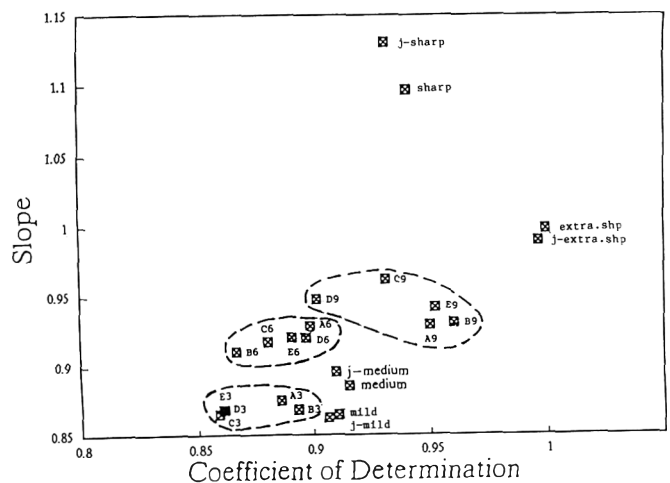 1.15
j-sharp
1.1
sharp
1.05
Slope
1
extra.shp
j-extra.shp
C9
0.95
D9
E9
C6
A6
B9
B6
E6
D6
A9
0.9
j-medium
medium
E3
A3
D3
B3
mild
C3
j-mild
0.85
0.8
0.85
0.9
0.95
1
Coefficient of Determination